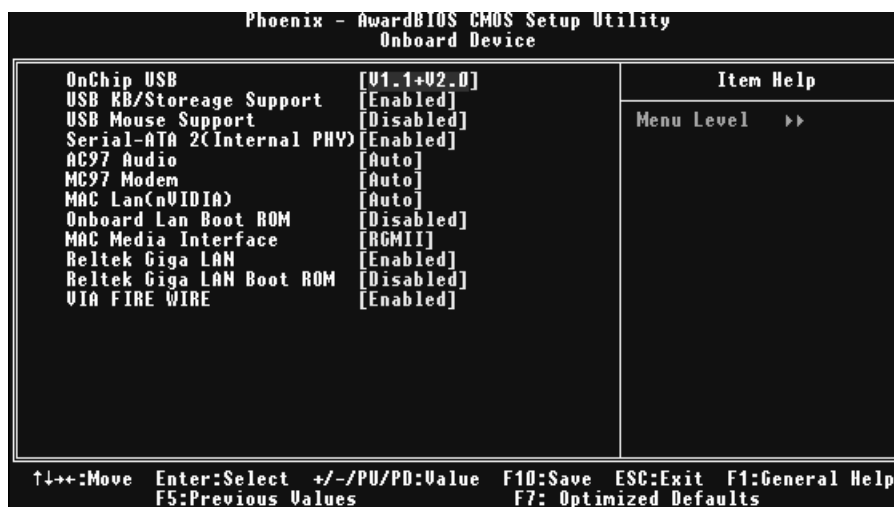 Phoenix - AwardBIOS CMOS Setup Utility
Onboard Device
OnChip USB [V1.1+V2.0]
USB KB/Storeage Support [Enabled]
USB Mouse Support [Disabled]
Serial-ATA 2(Internal PHY)[Enabled]
AC97 Audio [Auto]
MC97 Modem [Auto]
MAC Lan(nVIDIA) [Auto]
Onboard Lan Boot ROM [Disabled]
MAC Media Interface [RGMII]
Reltek Giga LAN [Enabled]
Reltek Giga LAN Boot ROM [Disabled]
VIA FIRE WIRE [Enabled]
Item Help
Menu Level ▸▸
↑↓→←:Move Enter:Select +/-/PU/PD:Value F10:Save ESC:Exit F1:General Help
F5:Previous Values F7: Optimized Defaults